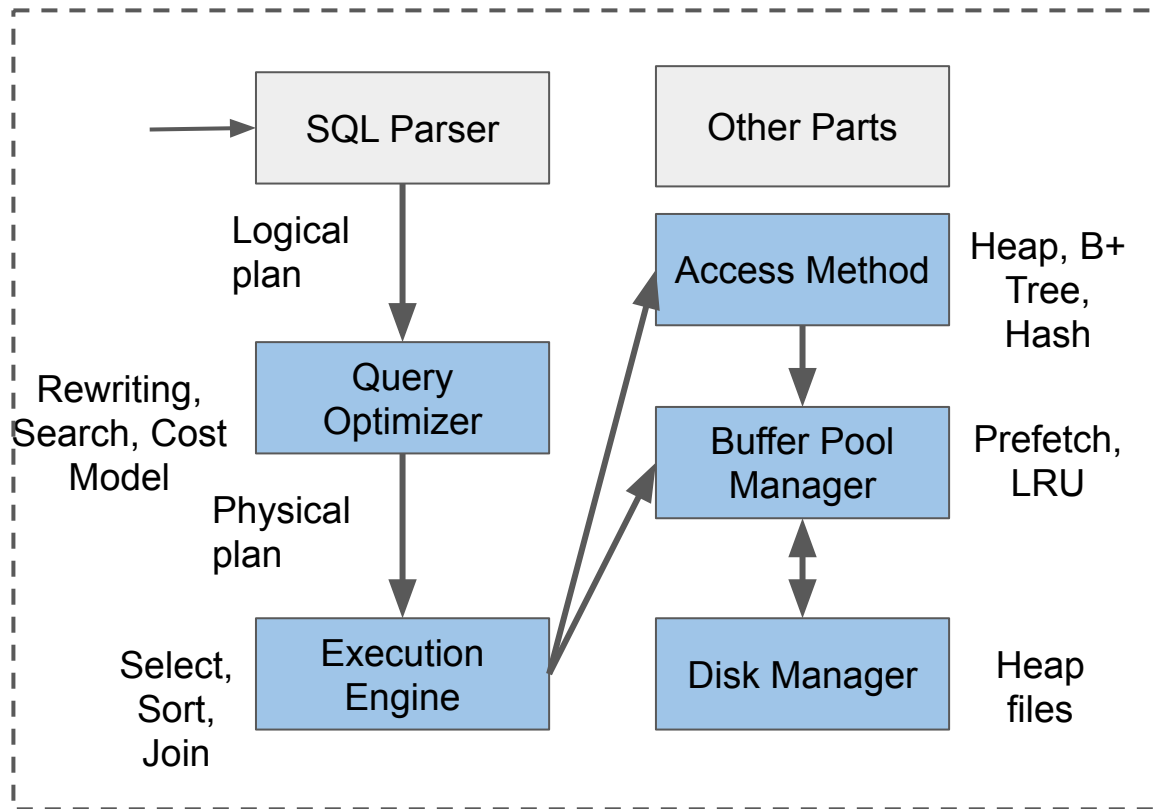 SQL Parser
Other Parts
Logical
plan
Access Method
Heap, B+
Tree,
Hash
Rewriting,
Search, Cost
Model
Query
Optimizer
Buffer Pool
Manager
Prefetch,
LRU
Physical
plan
Select,
Sort,
Join
Execution
Engine
Disk Manager
Heap
files